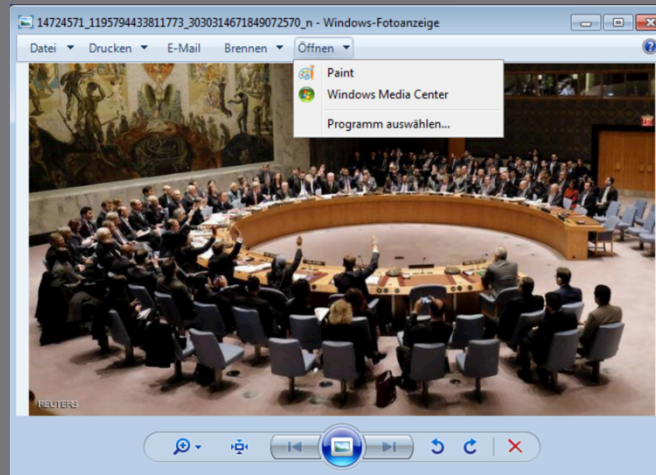 14724571_1195794433811773_3030314671849072570_n - Windows-Fotoanzeige
Datei Drucken E-Mail Brennen Öffnen
Paint
Windows Media Center
Programm auswählen...
REUTERS